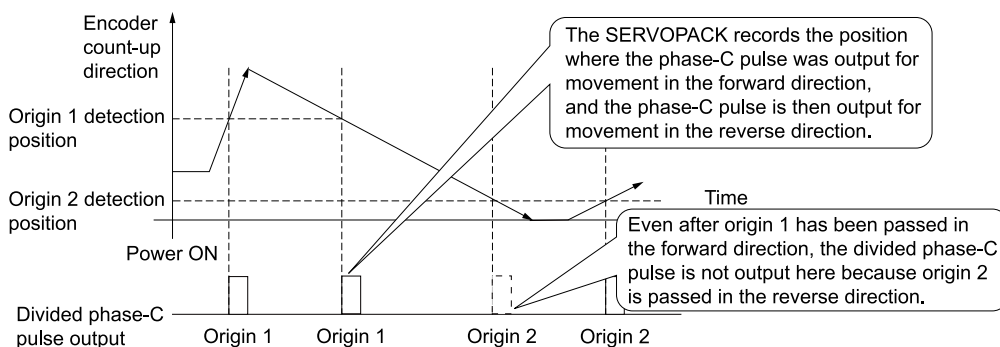 Encoder
count-up
direction
The SERVOPACK records the position
where the phase-C pulse was output for
movement in the forward direction,
and the phase-C pulse is then output for
movement in the reverse direction.
Origin 1 detection
position
Origin 2 detection
position
Time
Power ON
Even after origin 1 has been passed in
the forward direction, the divided phase-C
pulse is not output here because origin 2
is passed in the reverse direction.
Divided phase-C
pulse output
Origin 1
Origin 1
Origin 2
Origin 2